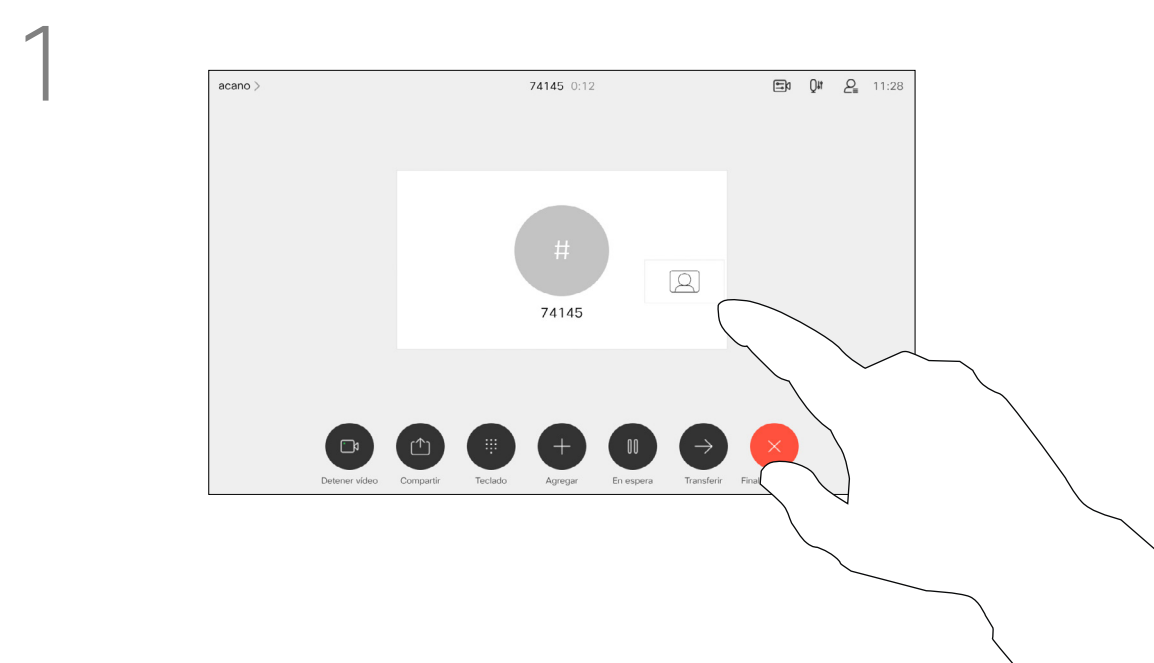 1
acano >
74145 0:12
11:28
#
74145
Detener vídeo
Compartir
Teclado
Agregar
En espera
Transferir